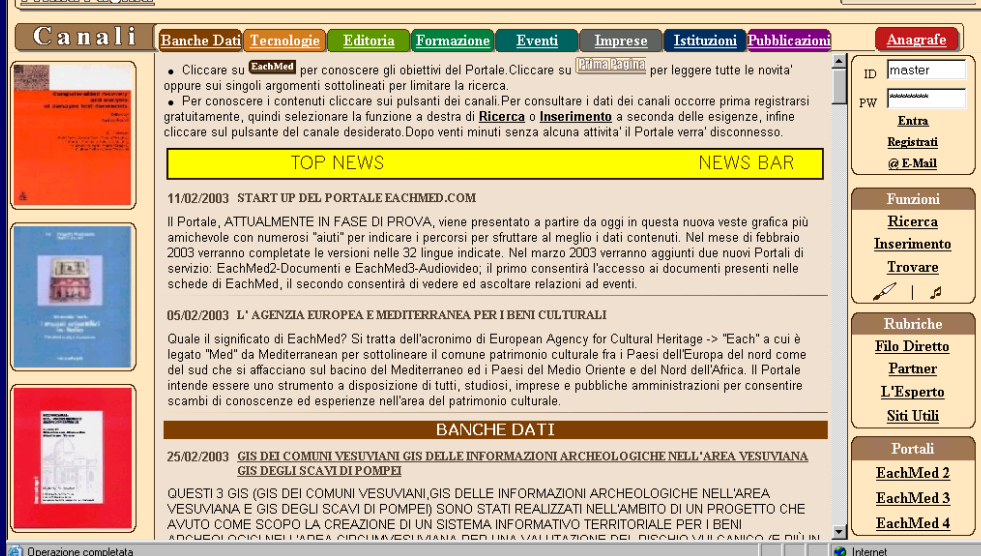 Canali
Banche Dati Tecnologie Editoria Formazione Eventi Imprese Istituzioni Pubblicazioni
Anagrafe
• Cliccare su EachMed per conoscere gli obiettivi del Portale.Cliccare su Prima Pagina per leggere tutte le novita'
oppure sui singoli argomenti sottolineati per limitare la ricerca.
• Per conoscere i contenuti cliccare sui pulsanti dei canali.Per consultare i dati dei canali occorre prima registrarsi
gratuitamente, quindi selezionare la funzione a destra di Ricerca o Inserimento a seconda delle esigenze, infine
cliccare sul pulsante del canale desiderato.Dopo venti minuti senza alcuna attivita' il Portale verra' disconnesso.
TOP NEWS NEWS BAR
11/02/2003 START UP DEL PORTALE EACHMED.COM
Il Portale, ATTUALMENTE IN FASE DI PROVA, viene presentato a partire da oggi in questa nuova veste grafica più
amichevole con numerosi "aiuti" per indicare i percorsi per sfruttare al meglio i dati contenuti. Nel mese di febbraio
2003 verranno completate le versioni nelle 32 lingue indicate. Nel marzo 2003 verranno aggiunti due nuovi Portali di
servizio: EachMed2-Documenti e EachMed3-Audiovideo; il primo consentirà l'accesso ai documenti presenti nelle
schede di EachMed, il secondo consentirà di vedere ed ascoltare relazioni ad eventi.
05/02/2003 L' AGENZIA EUROPEA E MEDITERRANEA PER I BENI CULTURALI
Quale il significato di EachMed? Si tratta dell'acronimo di European Agency for Cultural Heritage -> "Each" a cui è
legato "Med" da Mediterranean per sottolineare il comune patrimonio culturale fra i Paesi dell'Europa del nord come
del sud che si affacciano sul bacino del Mediterraneo ed i Paesi del Medio Oriente e del Nord dell'Africa. Il Portale
intende essere uno strumento a disposizione di tutti, studiosi, imprese e pubbliche amministrazioni per consentire
scambi di conoscenze ed esperienze nell'area del patrimonio culturale.
BANCHE DATI
25/02/2003 GIS DEI COMUNI VESUVIANI GIS DELLE INFORMAZIONI ARCHEOLOGICHE NELL'AREA VESUVIANA
GIS DEGLI SCAVI DI POMPEI
QUESTI 3 GIS (GIS DEI COMUNI VESUVIANI,GIS DELLE INFORMAZIONI ARCHEOLOGICHE NELL'AREA
VESUVIANA E GIS DEGLI SCAVI DI POMPEI) SONO STATI REALIZZATI NELL'AMBITO DI UN PROGETTO CHE
AVUTO COME SCOPO LA CREAZIONE DI UN SISTEMA INFORMATIVO TERRITORIALE PER I BENI
ARCHEOLOGICI NELL'AREA CIRCUMVESUVIANA PER UNA VALUTAZIONE DEL RISCHIO VULCANICO (E PIÙ IN
ID master
PW *********
Entra
Registrati
@ E-Mail
Funzioni
Ricerca
Inserimento
Trovare
Rubriche
Filo Diretto
Partner
L'Esperto
Siti Utili
Portali
EachMed 2
EachMed 3
EachMed 4
Operazione completata
Internet